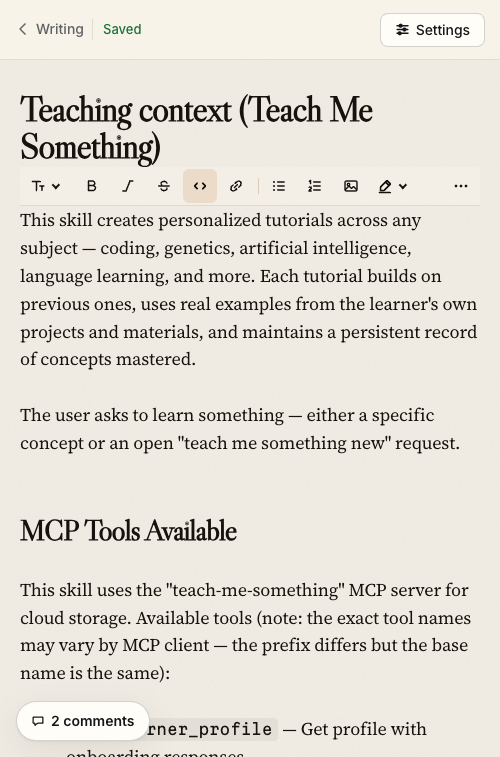 Writing
Saved
Settings
Teaching context (Teach Me
Something)
This skill creates personalized tutorials across any
subject — coding, genetics, artificial intelligence,
language learning, and more. Each tutorial builds on
previous ones, uses real examples from the learner's own
projects and materials, and maintains a persistent record
of concepts mastered.
The user asks to learn something — either a specific
concept or an open "teach me something new" request.
MCP Tools Available
This skill uses the "teach-me-something" MCP server for
cloud storage. Available tools (note: the exact tool names
may vary by MCP client — the prefix differs but the base
name is the same):
2 comments
rner_profile — Get profile with
onboarding responses